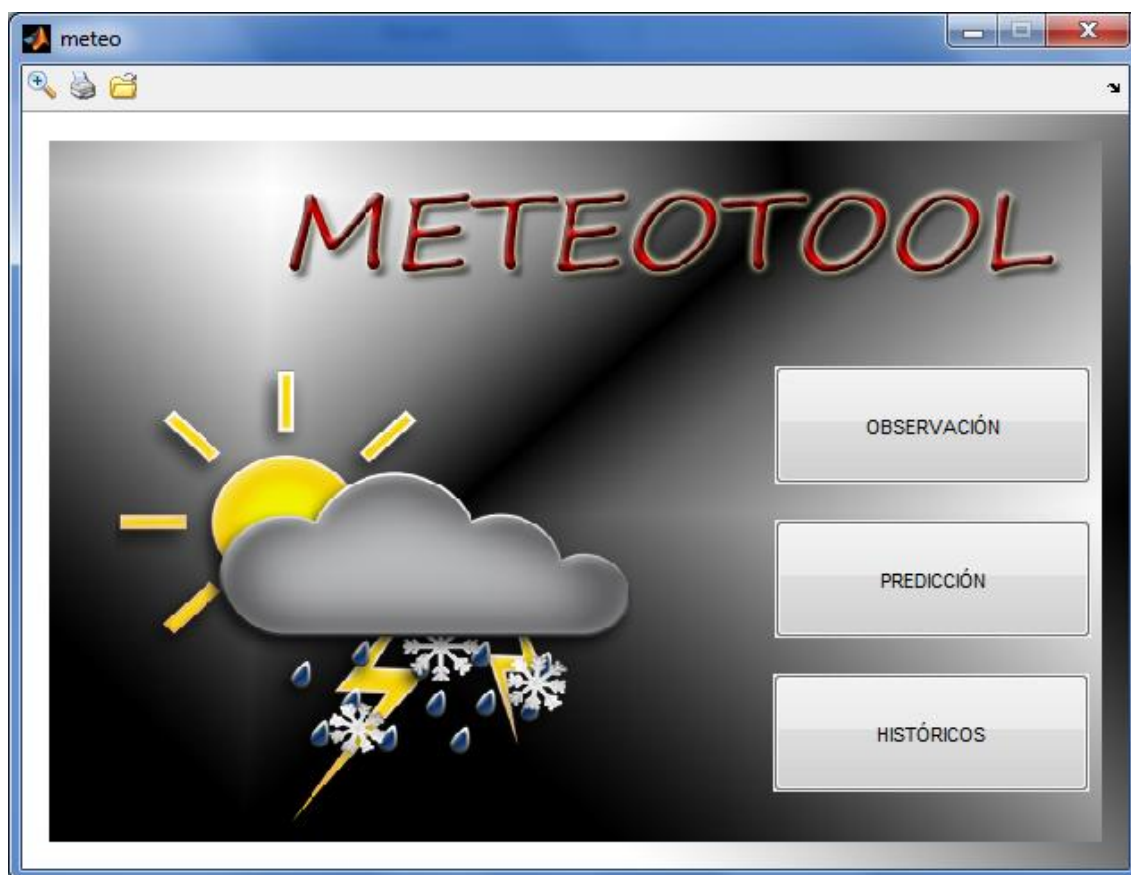 meteo
METEOTOOL
OBSERVACIÓN
PREDICCIÓN
HISTÓRICOS